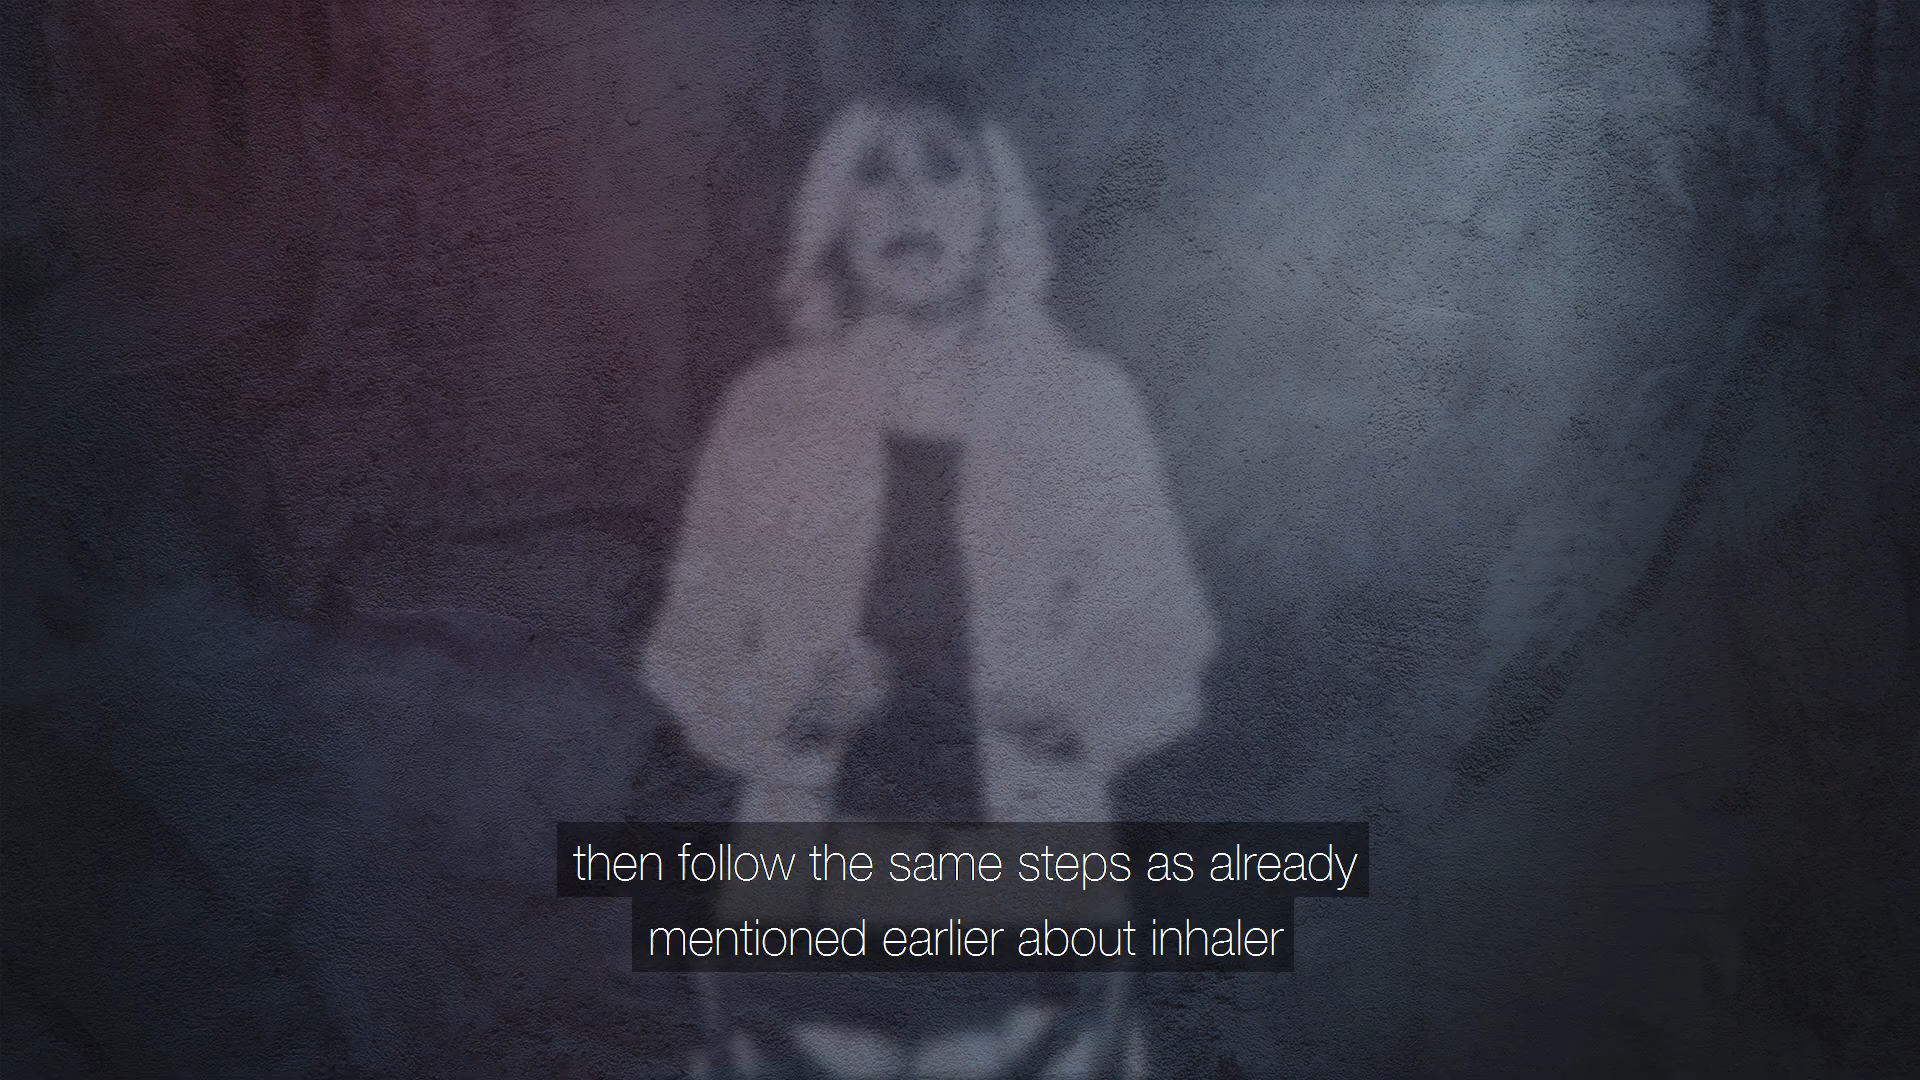 then follow the same steps as already
mentioned earlier about inhaler